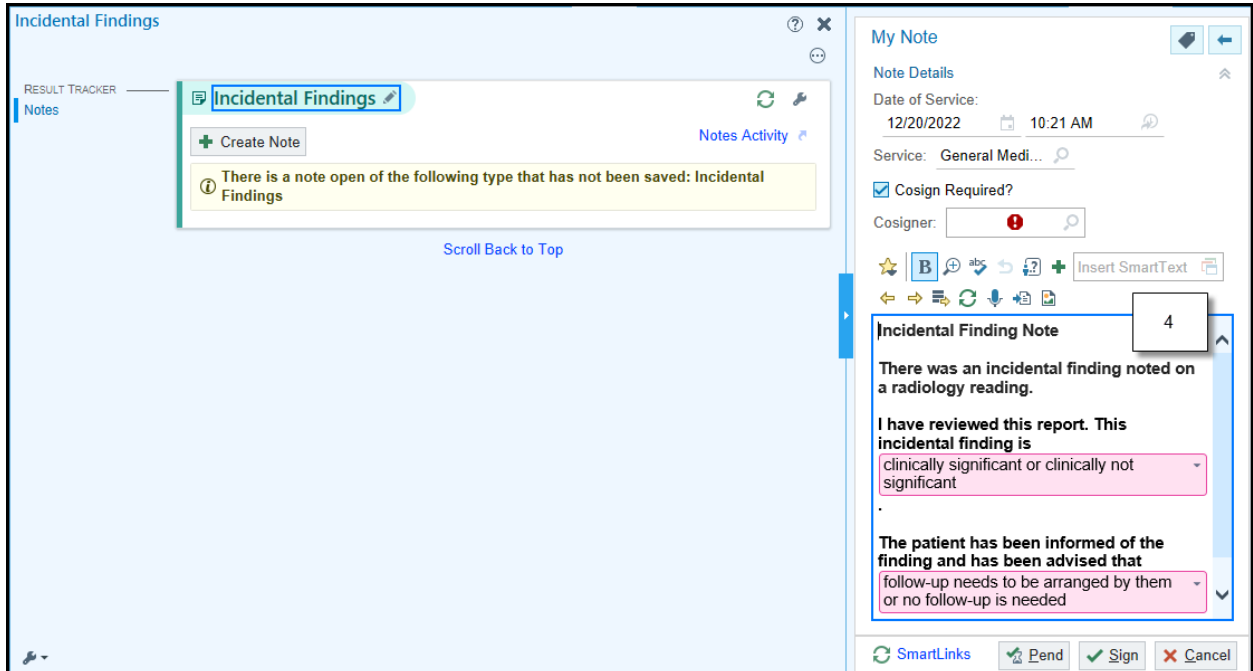 Incidental Findings
RESULT TRACKER
Notes
Incidental Findings
Create Note
Notes Activity
There is a note open of the following type that has not been saved: Incidental
Findings
Scroll Back to Top
My Note
Note Details
Date of Service:
12/20/2022 10:21 AM
Service: General Medi...
Cosign Required?
Cosigner:
B abc Insert SmartText
4
Incidental Finding Note
There was an incidental finding noted on
a radiology reading.
I have reviewed this report. This
incidental finding is
clinically significant or clinically not
significant
.
The patient has been informed of the
finding and has been advised that
follow-up needs to be arranged by them
or no follow-up is needed
SmartLinks Pend Sign Cancel